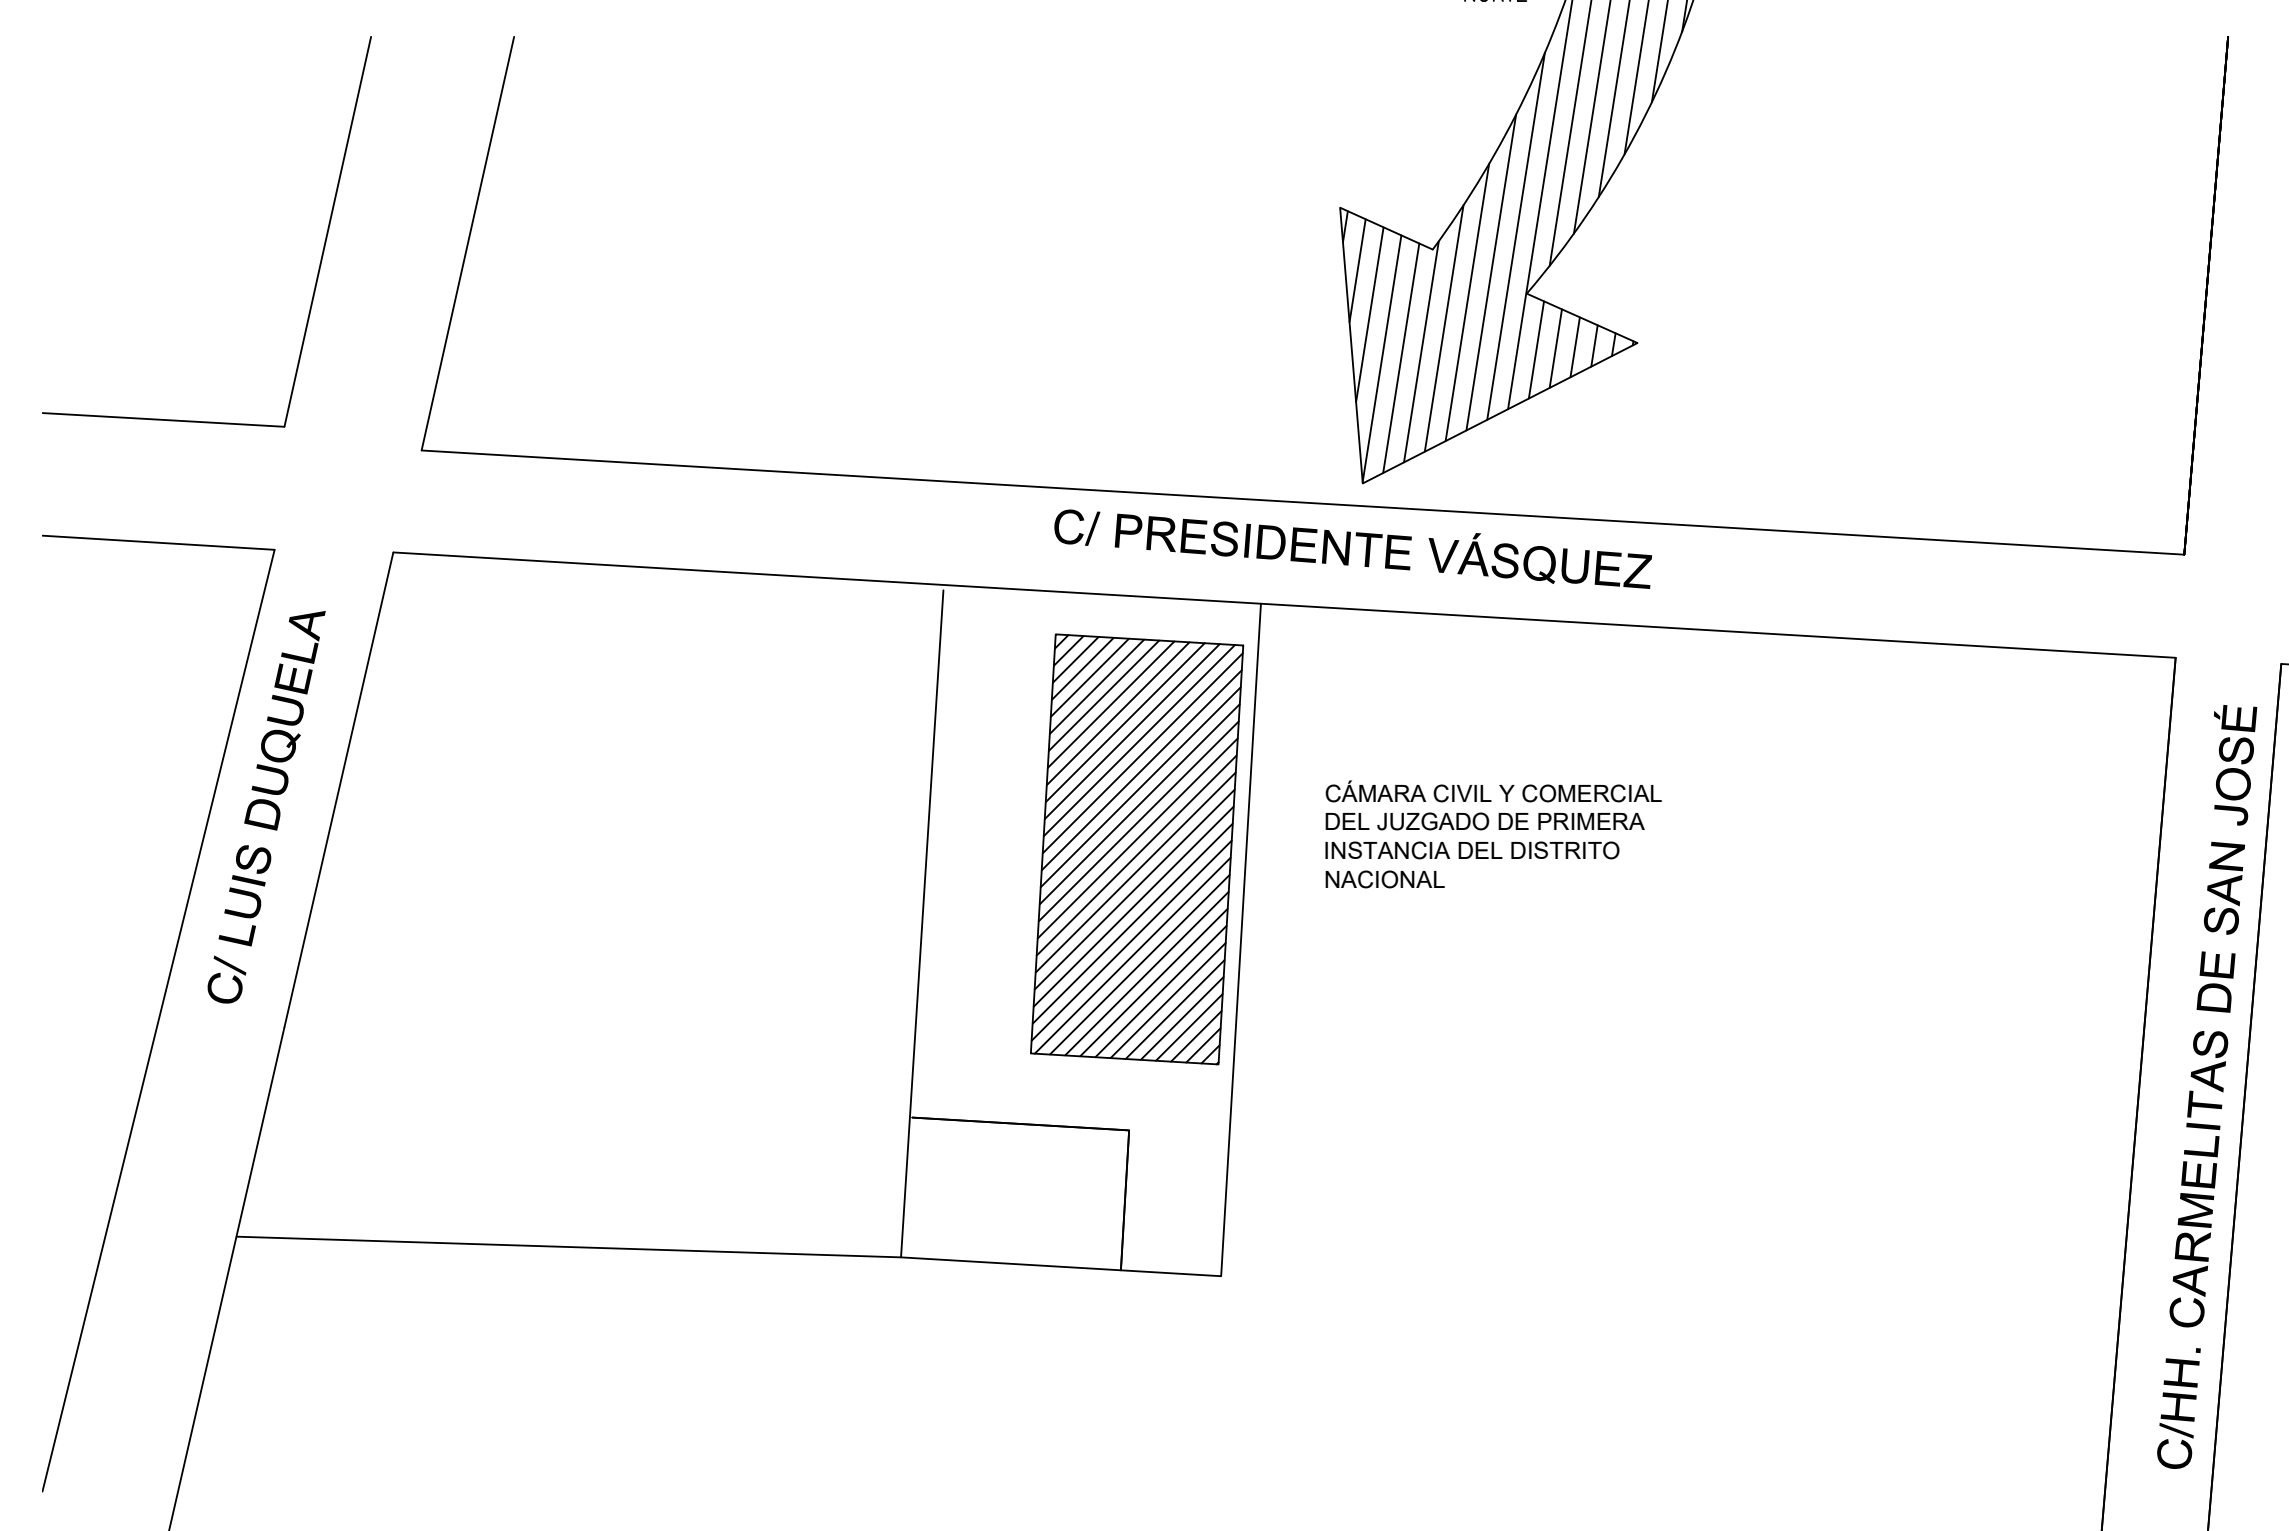 C/ PRESIDENTE VÁSQUEZ
C/ LUIS DUQUELA
CÁMARA CIVIL Y COMERCIAL
DEL JUZGADO DE PRIMERA
INSTANCIA DEL DISTRITO
NACIONAL
C/HH. CARMELITAS DE SAN JOSÉ